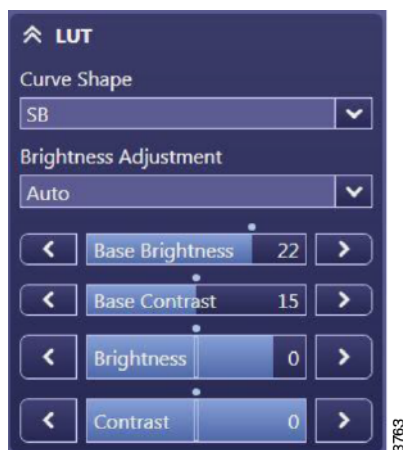 LUT
Curve Shape
SB
Brightness Adjustment
Auto
Base Brightness 22
Base Contrast 15
Brightness 0
Contrast 0
3763